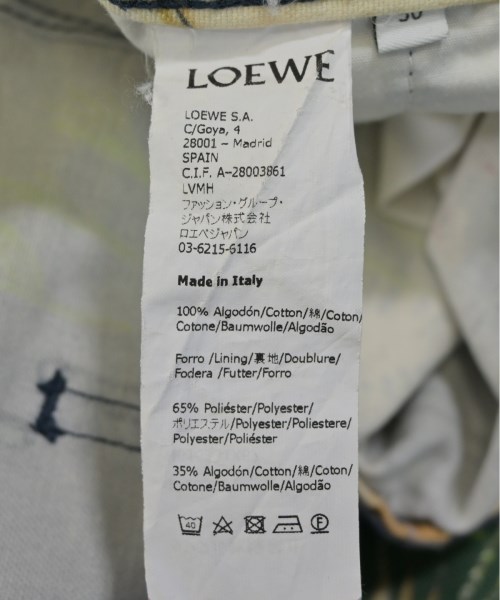 LOEWE
LOEWE S.A.
C/Goya, 4
28001 – Madrid
SPAIN
C.I.F. A-28003861
LVMH
ファッション・グループ・
ジャパン株式会社
ロエベジャパン
03-6215-6116
Made in Italy
100% Algodón/Cotton/綿/Coton/
Cotone/Baumwolle/Algodão
Forro /Lining/裏地/Doublure/
Fodera /Futter/Forro
65% Poliéster/Polyester/
ポリエステル/Polyester/Poliestere/
Polyester/Poliéster
35% Algodón/Cotton/綿/Coton/
Cotone/Baumwolle/Algodão
40